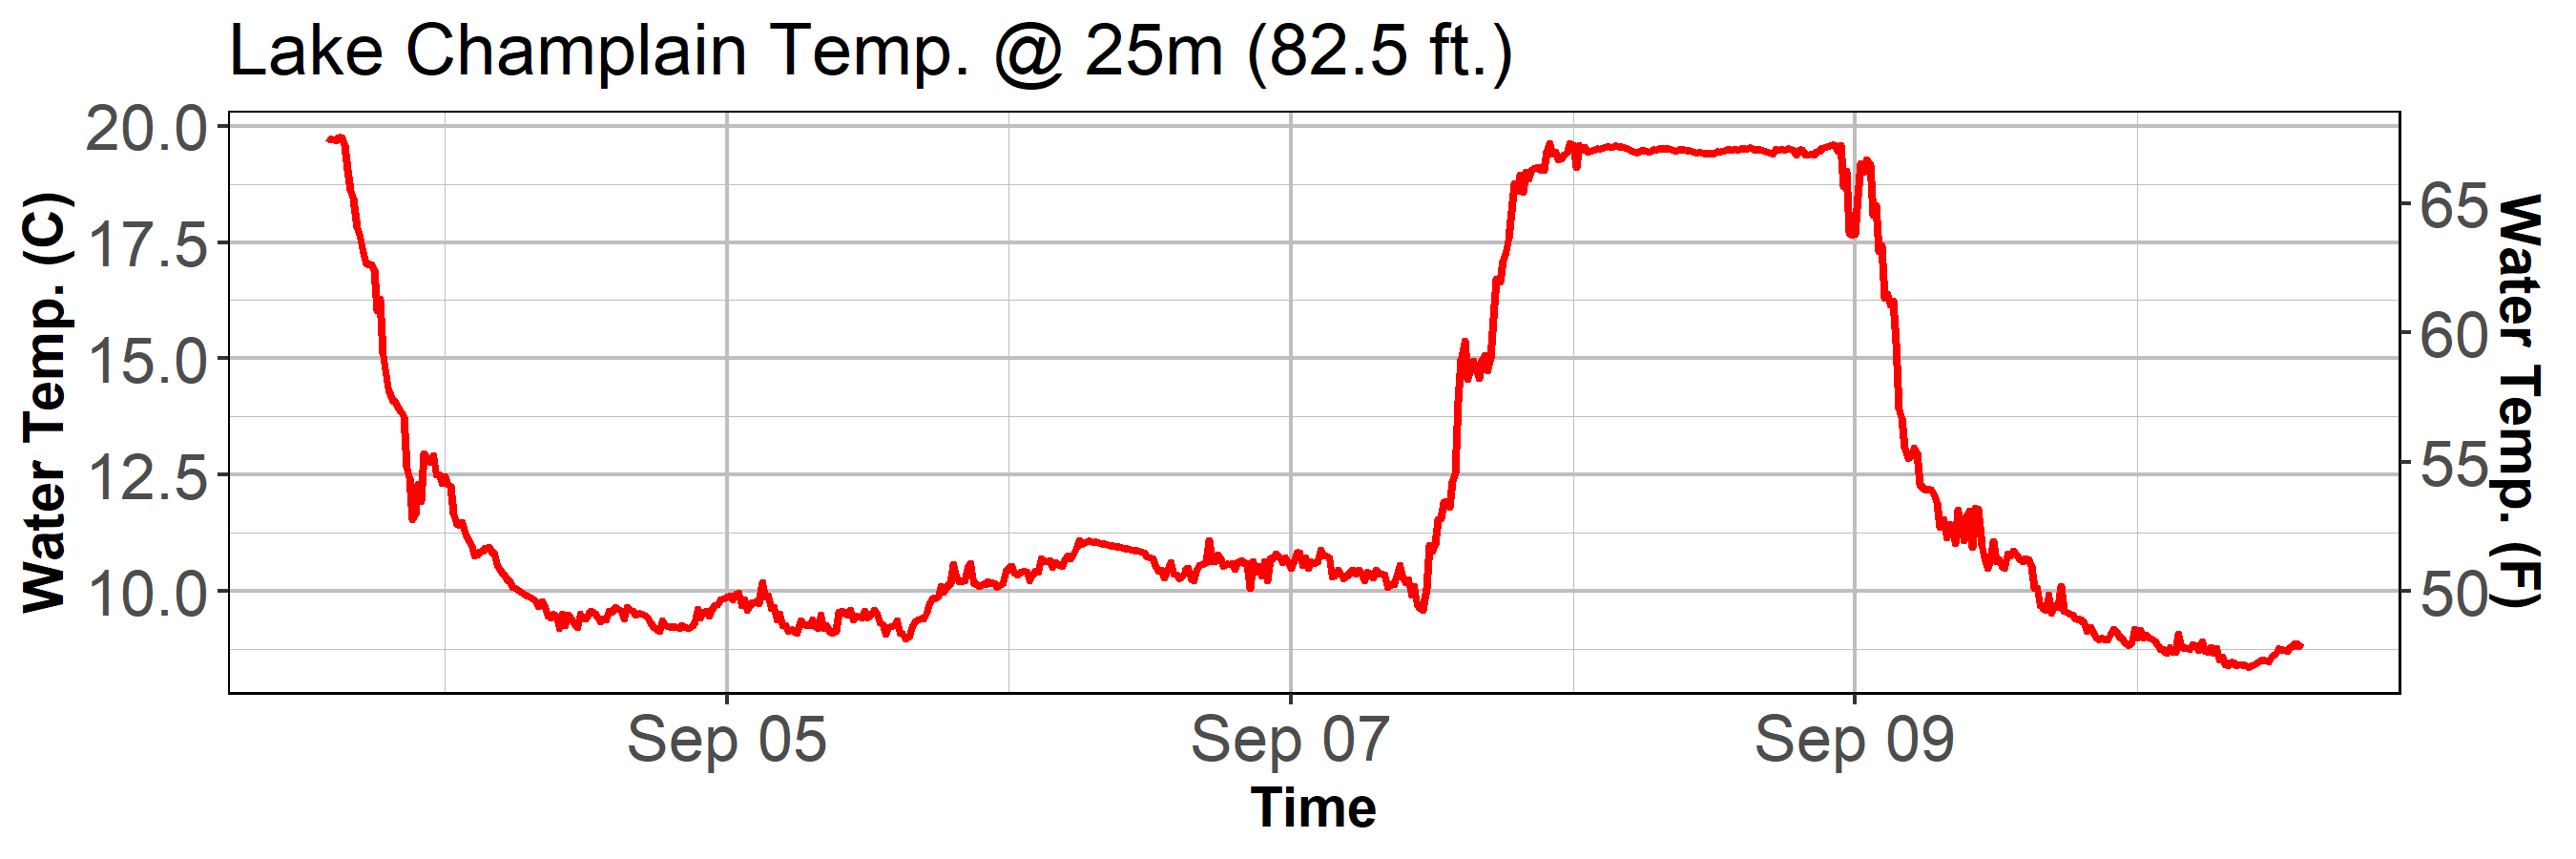 Lake Champlain Temp. @ 25m (82.5 ft.)
Water Temp. (C)
20.0
17.5
15.0
12.5
10.0
65
60
55
50
Water Temp. (F)
Sep 05
Sep 07
Sep 09
Time